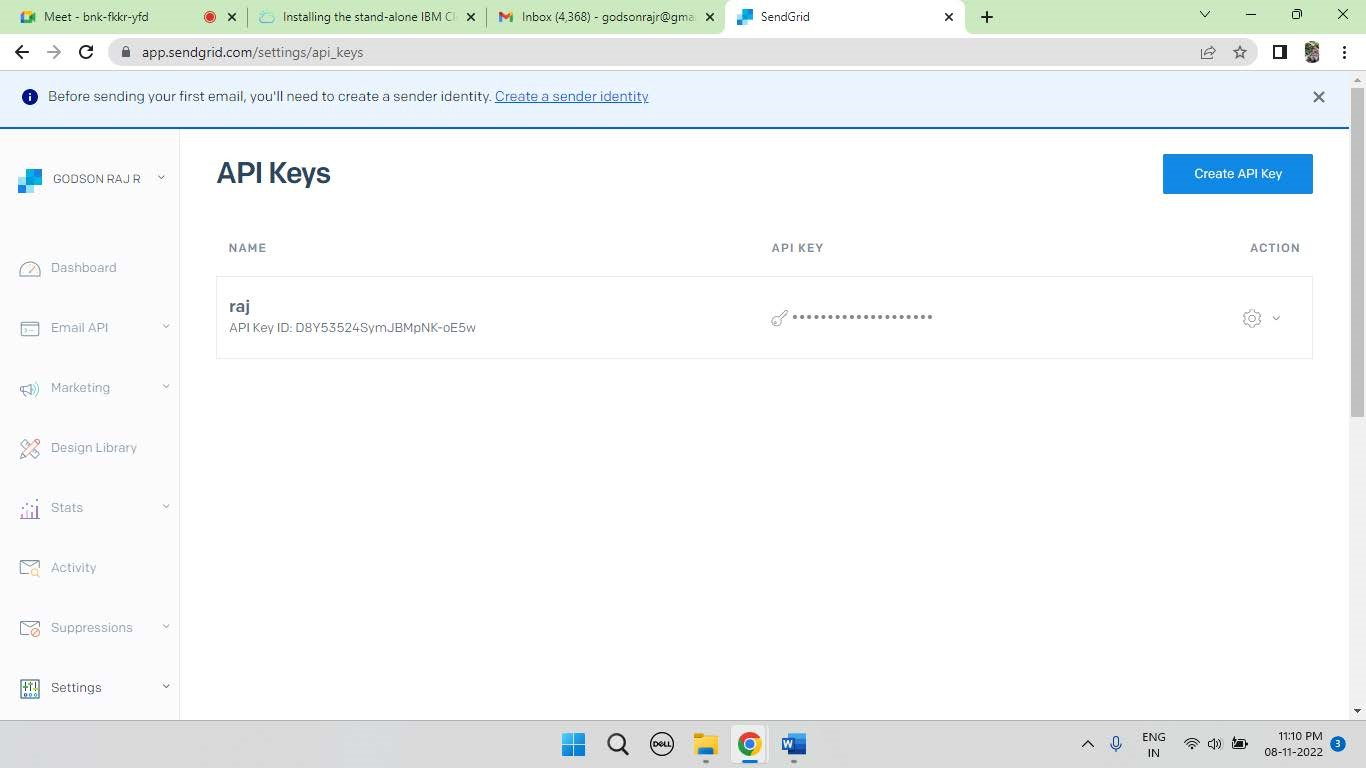 Meet - bnk-fkkr-yfd
Installing the stand-alone IBM Cl
Inbox (4,368) - godsonrajr@gma
SendGrid
app.sendgrid.com/settings/api_keys
Before sending your first email, you'll need to create a sender identity. Create a sender identity
GODSON RAJ R
API Keys
Create API Key
NAME
API KEY
ACTION
raj
API Key ID: D8Y53524SymJBMpNK-oE5w
••••••••••••••••••••
Dashboard
Email API
Marketing
Design Library
Stats
Activity
Suppressions
Settings
DELL
W
ENG
IN
11:10 PM
08-11-2022
3